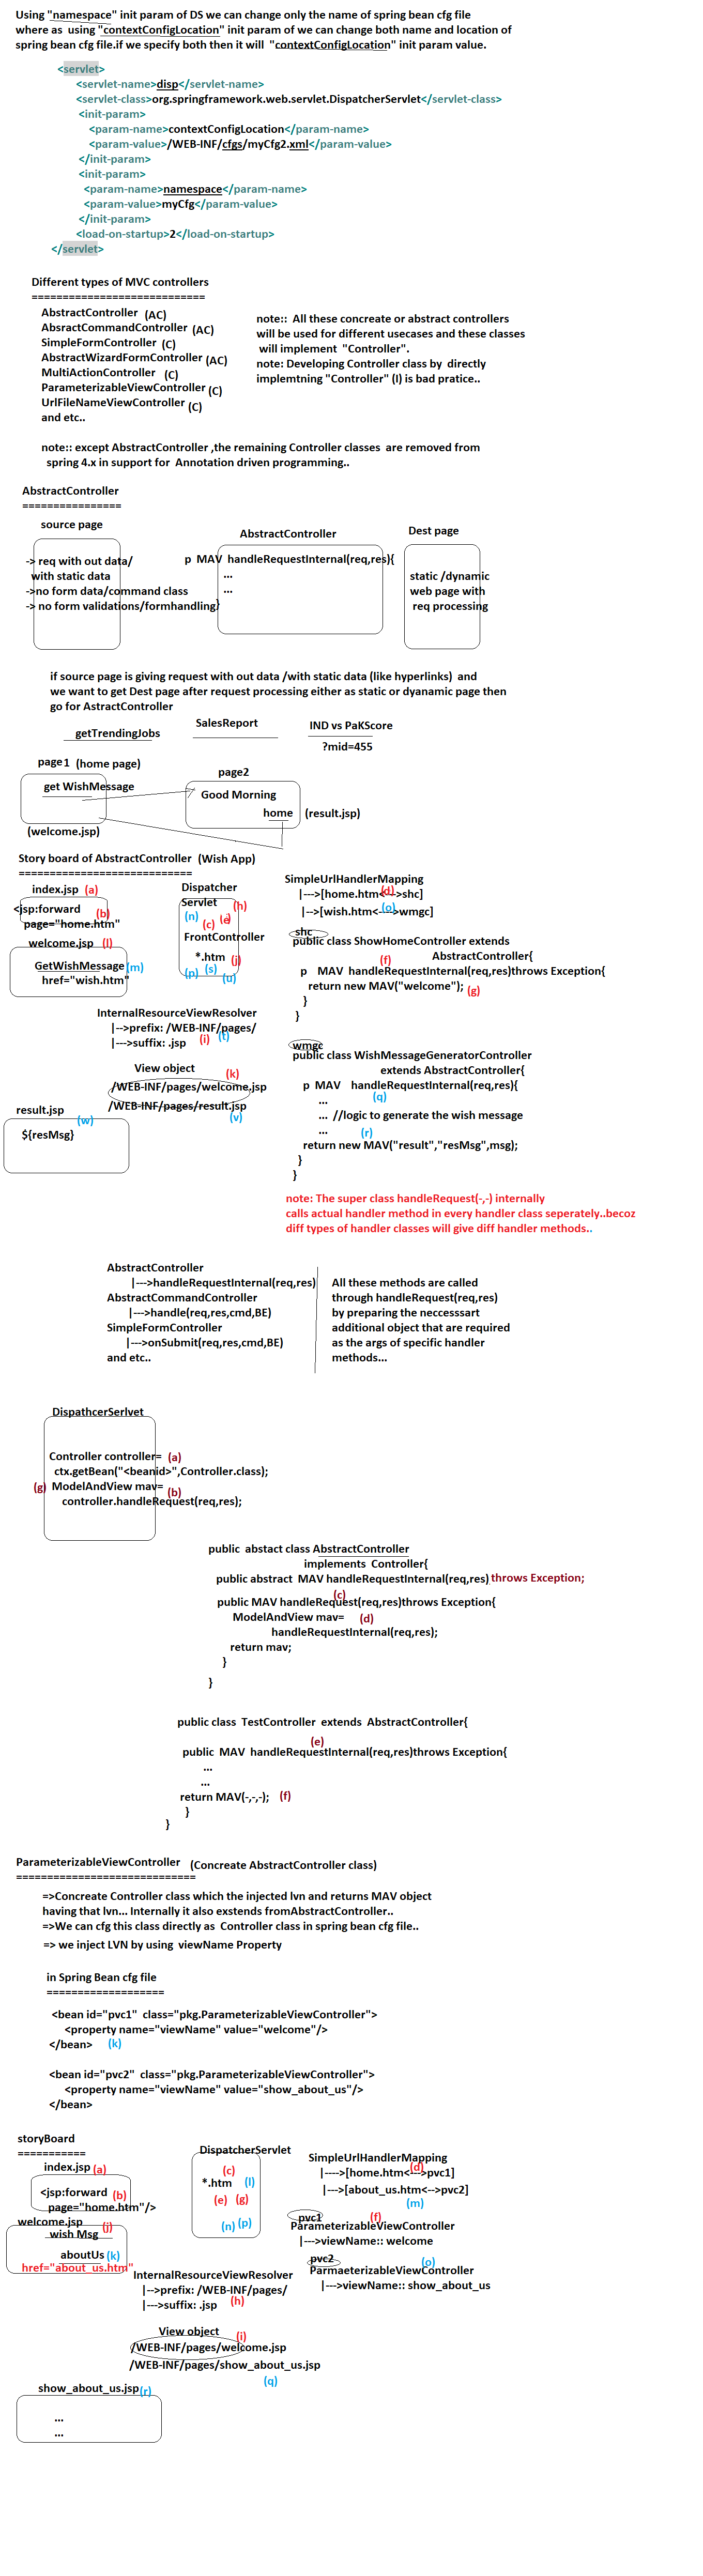 Using "namespace" init param of DS we can change only the name of spring bean cfg file
where as  using "contextConfigLocation" init param of we can change both name and location of
spring bean cfg file.if we specify both then it will  "contextConfigLocation" init param value.
<servlet>
<servlet-name>disp</servlet-name>
<servlet-class>org.springframework.web.servlet.DispatcherServlet</servlet-class>
<init-param>
<param-name>contextConfigLocation</param-name>
<param-value>/WEB-INF/cfgs/myCfg2.xml</param-value>
</init-param>
<init-param>
<param-name>namespace</param-name>
<param-value>myCfg</param-value>
</init-param>
<load-on-startup>2</load-on-startup>
</servlet>
Different types of MVC controllers
============================
AbstractController  (AC)
AbsractCommandController  (AC)
SimpleFormController  (C)
AbstractWizardFormController (AC)
MultiActionController  (C)
ParameterizableViewController (C)
UrlFileNameViewController (C)
and etc..
note::  All these concreate or abstract controllers
will be used for different usecases and these classes
will implement  "Controller".
note: Developing Controller class by  directly
implemtning "Controller" (I) is bad pratice..
note:: except AbstractController ,the remaining Controller classes  are removed from
spring 4.x in support for  Annotation driven programming..
AbstractController
================
source page
-> req with out data/
with static data
->no form data/command class
-> no form validations/formhandling
AbstractController
p  MAV  handleRequestInternal(req,res){
...
...
}
Dest page
static /dynamic
web page with
req processing
if source page is giving request with out data /with static data (like hyperlinks)  and
we want to get Dest page after request processing either as static or dyanamic page then
go for AstractController
getTrendingJobs
SalesReport
IND vs PaKScore
?mid=455
page1  (home page)
get WishMessage
(welcome.jsp)
page2
Good Morning
home
(result.jsp)
Story board of AbstractController  (Wish App)
============================
index.jsp  (a)
<jsp:forward  (b)
page="home.htm"
welcome.jsp  (l)
GetWishMessage (m)
href="wish.htm"
Dispatcher
Servlet  (h)
(n)  (c)  (e)
FrontController
*.htm  (j)
(p)  (s)  (u)
SimpleUrlHandlerMapping
(d)
|--->[home.htm<--->shc]
(o)
|-->[wish.htm<---->wmgc]
shc
public class ShowHomeController extends
AbstractController{
(f)
p    MAV  handleRequestInternal(req,res)throws Exception{
return new MAV("welcome");  (g)
}
}
InternalResourceViewResolver
|-->prefix: /WEB-INF/pages/
|--->suffix: .jsp  (i)  (t)
View object
(k)
/WEB-INF/pages/welcome.jsp
/WEB-INF/pages/result.jsp
(v)
result.jsp
(w)
${resMsg}
wmgc
public class WishMessageGeneratorController
extends AbstractController{
p  MAV    handleRequestInternal(req,res){
...  (q)
...  //logic to generate the wish message
...  (r)
return new MAV("result","resMsg",msg);
}
}
note: The super class handleRequest(-,-) internally
calls actual handler method in every handler class seperately..becoz
diff types of handler classes will give diff handler methods..
AbstractController
|--->handleRequestInternal(req,res)
AbstractCommandController
|--->handle(req,res,cmd,BE)
SimpleFormController
|--->onSubmit(req,res,cmd,BE)
and etc..
All these methods are called
through handleRequest(req,res)
by preparing the neccesssart
additional object that are required
as the args of specific handler
methods...
DispathcerSerlvet
Controller controller=  (a)
ctx.getBean("<beanid>",Controller.class);
(g)  ModelAndView mav=  (b)
controller.handleRequest(req,res);
public  abstact class AbstractController
implements  Controller{
public abstract  MAV handleRequestInternal(req,res) throws Exception;
(c)
public MAV handleRequest(req,res)throws Exception{
ModelAndView mav=  (d)
handleRequestInternal(req,res);
return mav;
}
}
public class  TestController  extends  AbstractController{
(e)
public  MAV  handleRequestInternal(req,res)throws Exception{
...
...
return MAV(-,-,-);  (f)
}
}
ParameterizableViewController  (Concreate AbstractController class)
=============================
=>Concreate Controller class which the injected lvn and returns MAV object
having that lvn... Internally it also exstends fromAbstractController..
=>We can cfg this class directly as  Controller class in spring bean cfg file..
=> we inject LVN by using  viewName Property
in Spring Bean cfg file
===================
<bean id="pvc1"  class="pkg.ParameterizableViewController">
<property name="viewName" value="welcome"/>
</bean>  (k)
<bean id="pvc2"  class="pkg.ParameterizableViewController">
<property name="viewName" value="show_about_us"/>
</bean>
storyBoard
===========
index.jsp (a)
<jsp:forward  (b)
page="home.htm"/>
welcome.jsp  (j)
wish Msg
aboutUs (k)
href="about_us.htm"
DispatcherServlet
(c)
*.htm  (l)
(e)  (g)
(n)  (p)
SimpleUrlHandlerMapping
(d)
|---->[home.htm<--->pvc1]
|--->[about_us.htm<-->pvc2]
(m)
pvc1  (f)
ParameterizableViewController
|--->viewName:: welcome
pvc2  (o)
ParmaeterizableViewController
|--->viewName:: show_about_us
InternalResourceViewResolver
|-->prefix: /WEB-INF/pages/
|--->suffix: .jsp  (h)
View object  (i)
/WEB-INF/pages/welcome.jsp
/WEB-INF/pages/show_about_us.jsp
(q)
show_about_us.jsp (r)
...
...